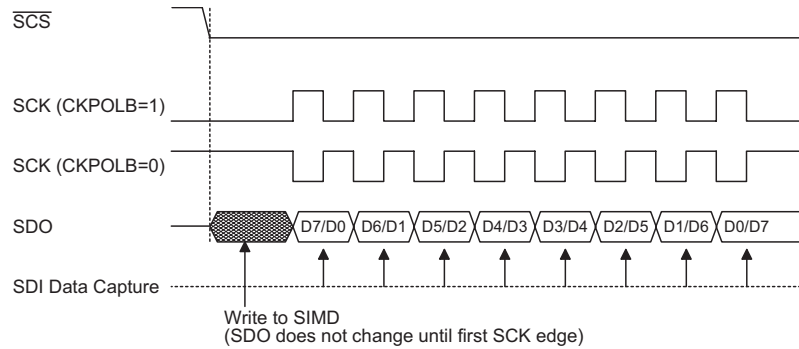 SCS
SCK (CKPOLB=1)
SCK (CKPOLB=0)
SDO D7/D0 D6/D1 D5/D2 D4/D3 D3/D4 D2/D5 D1/D6 D0/D7
SDI Data Capture
Write to SIMD
(SDO does not change until first SCK edge)